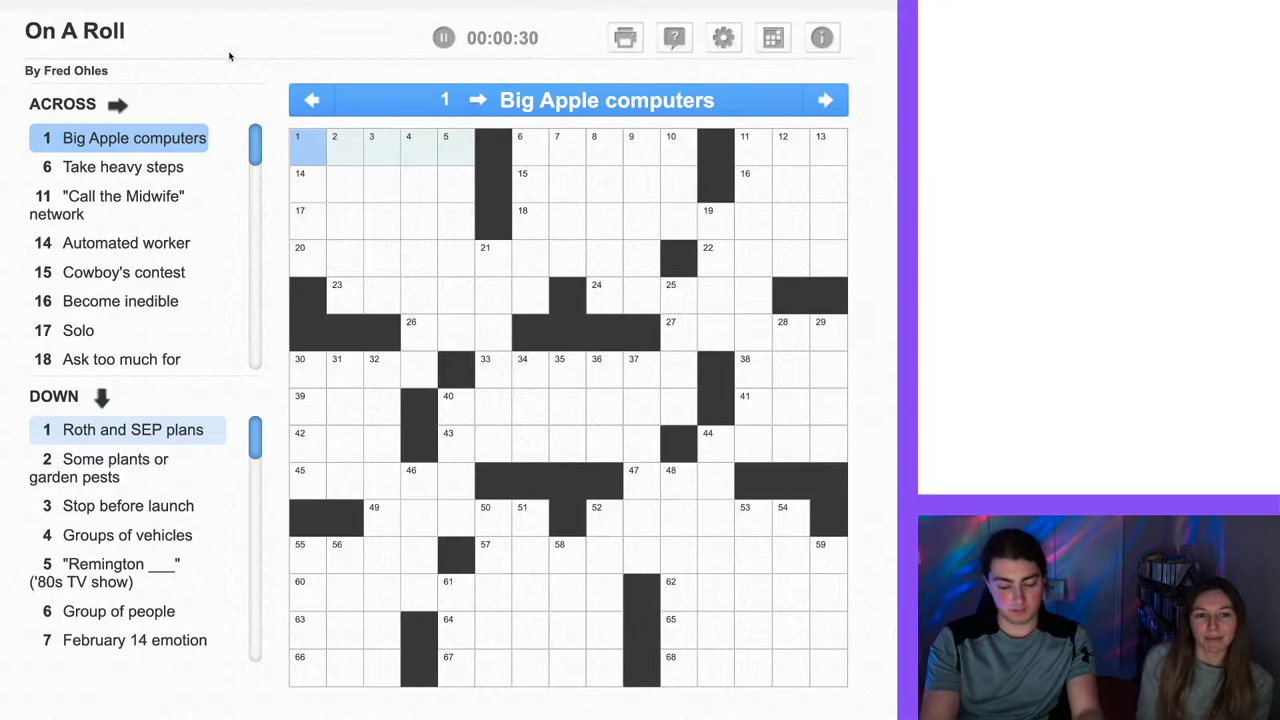 On A Roll
00:00:30
By Fred Ohles
ACROSS
1 Big Apple computers
6 Take heavy steps
11 "Call the Midwife"
network
14 Automated worker
15 Cowboy's contest
16 Become inedible
17 Solo
18 Ask too much for
DOWN
1 Roth and SEP plans
2 Some plants or
garden pests
3 Stop before launch
4 Groups of vehicles
5 "Remington ___"
('80s TV show)
6 Group of people
7 February 14 emotion
1 Big Apple computers
1 2 3 4 5 6 7 8 9 10 11 12 13
14 15 16
17 18 19
20 21 22
23 24 25
26 27 28 29
30 31 32 33 34 35 36 37 38
39 40 41
42 43 44
45 46 47 48
49 50 51 52 53 54
55 56 57 58 59
60 61 62
63 64 65
66 67 68